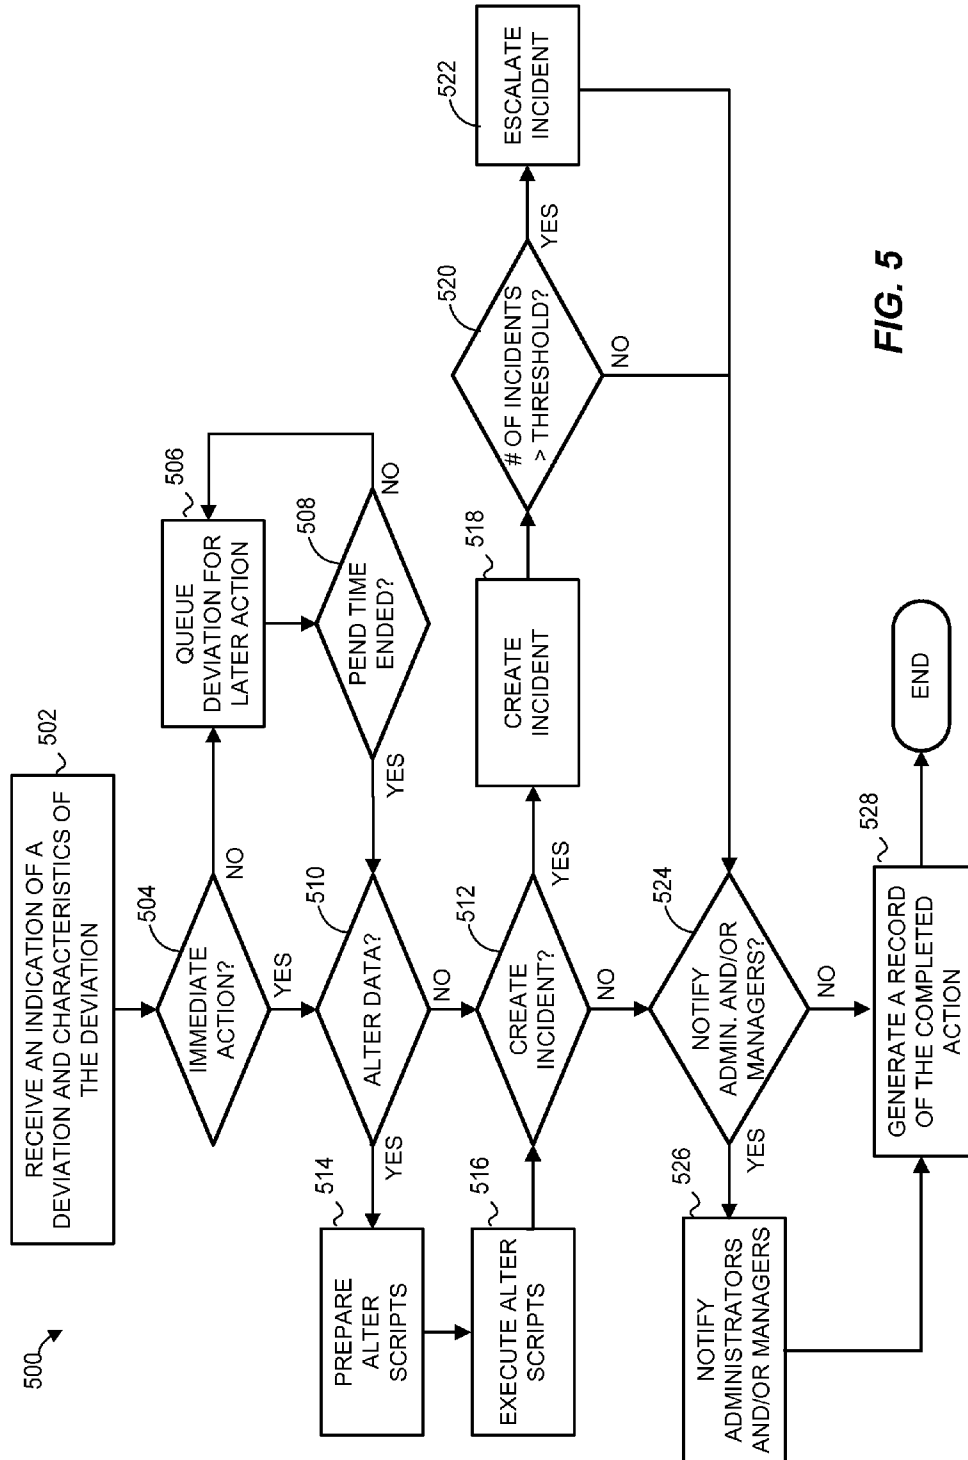 500
RECEIVE AN INDICATION OF A
DEVIATION AND CHARACTERISTICS OF
THE DEVIATION
502
IMMEDIATE
ACTION?
504
NO
YES
QUEUE
DEVIATION FOR
LATER ACTION
506
PEND TIME
ENDED?
508
NO
YES
ALTER DATA?
510
YES
NO
PREPARE
ALTER
SCRIPTS
514
EXECUTE ALTER
SCRIPTS
516
CREATE
INCIDENT?
512
YES
NO
CREATE
INCIDENT
518
# OF INCIDENTS
> THRESHOLD?
520
YES
NO
ESCALATE
INCIDENT
522
NOTIFY
ADMIN. AND/OR
MANAGERS?
524
YES
NO
NOTIFY
ADMINISTRATORS
AND/OR MANAGERS
526
GENERATE A RECORD
OF THE COMPLETED
ACTION
528
END
FIG. 5